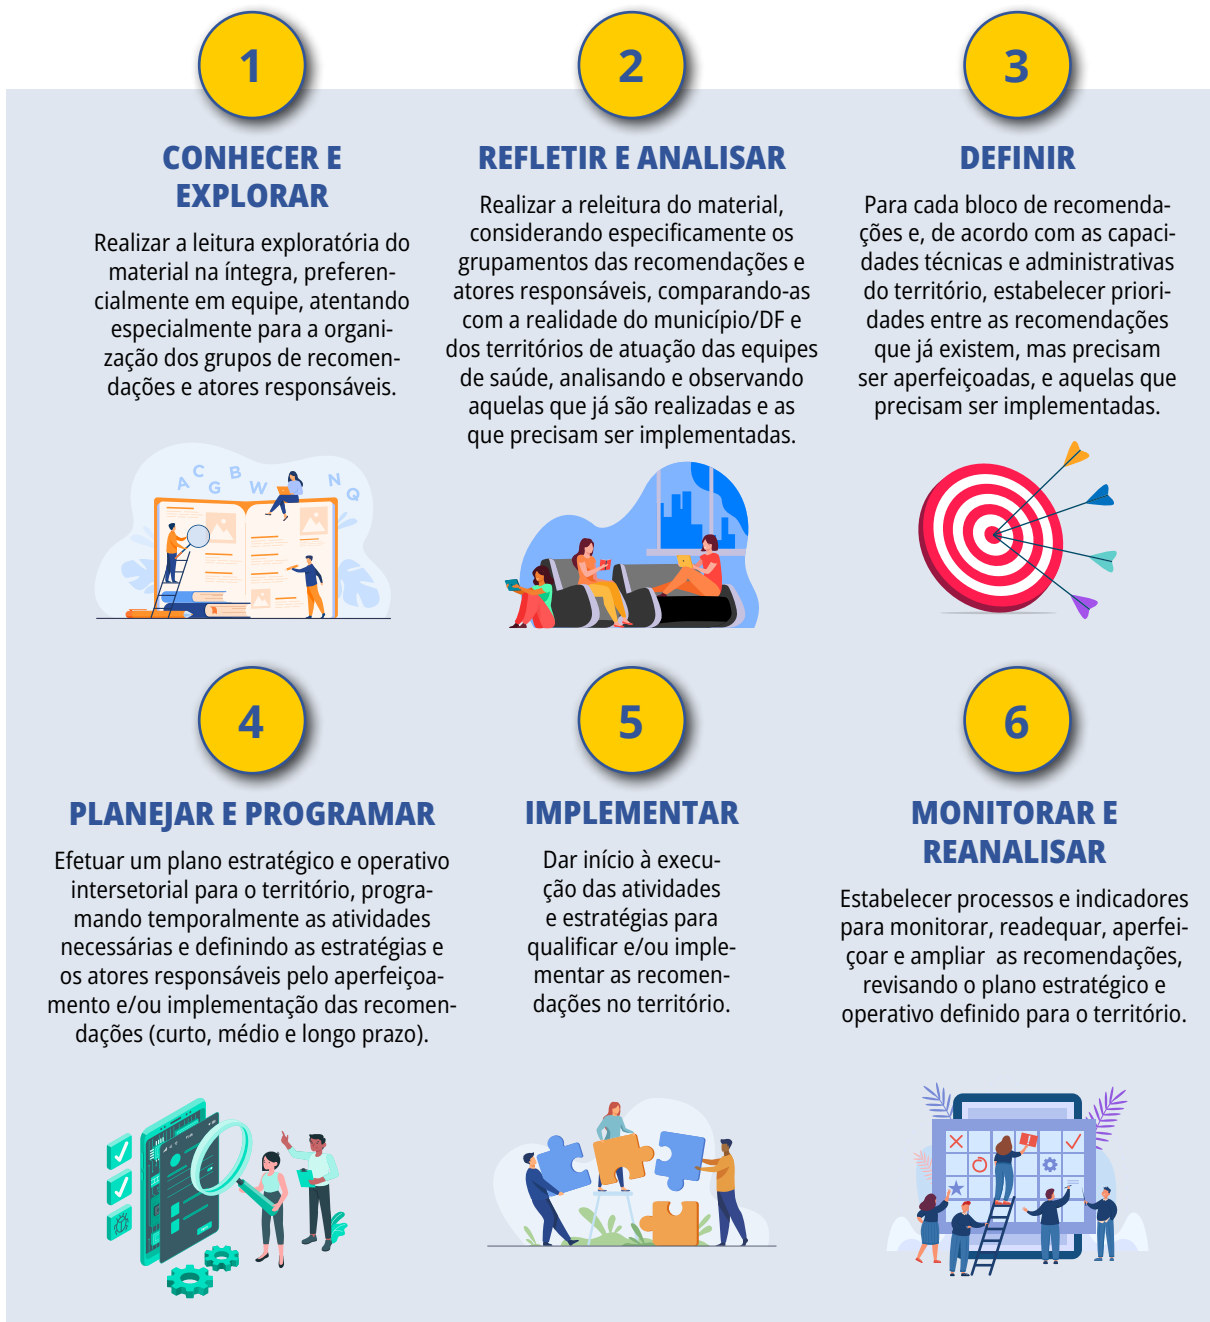 1
CONHECER E
EXPLORAR
Realizar a leitura exploratória do
material na íntegra, preferen-
cialmente em equipe, atentando
especialmente para a organi-
zação dos grupos de recomen-
dações e atores responsáveis.
A C G B W N Q
2
REFLETIR E ANALISAR
Realizar a releitura do material,
considerando especificamente os
grupamentos das recomendações e
atores responsáveis, comparando-as
com a realidade do município/DF e
dos territórios de atuação das equipes
de saúde, analisando e observando
aquelas que já são realizadas e as
que precisam ser implementadas.
3
DEFINIR
Para cada bloco de recomenda-
ções e, de acordo com as capaci-
dades técnicas e administrativas
do território, estabelecer priori-
dades entre as recomendações
que já existem, mas precisam
ser aperfeiçoadas, e aquelas que
precisam ser implementadas.
4
PLANEJAR E PROGRAMAR
Efetuar um plano estratégico e operativo
intersetorial para o território, progra-
mando temporalmente as atividades
necessárias e definindo as estratégias e
os atores responsáveis pelo aperfeiçoa-
mento e/ou implementação das recomen-
dações (curto, médio e longo prazo).
5
IMPLEMENTAR
Dar início à execu-
ção das atividades
e estratégias para
qualificar e/ou imple-
mentar as recomen-
dações no território.
6
MONITORAR E
REANALISAR
Estabelecer processos e indicadores
para monitorar, readequar, aperfei-
çoar e ampliar  as recomendações,
revisando o plano estratégico e
operativo definido para o território.